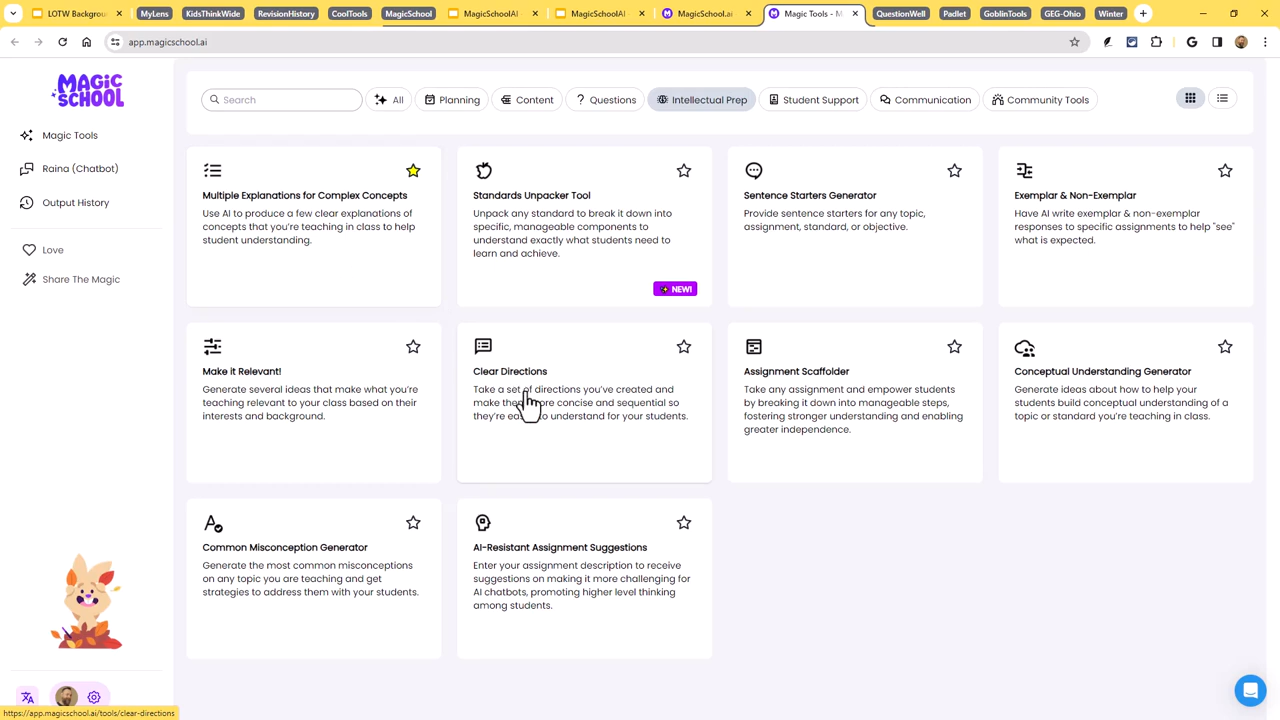 LOTW Backgrou
MyLens
KidsThinkWide
RevisionHistory
CoolTools
MagicSchool
MagicSchoolAI -
MagicSchoolAI
MagicSchool.ai
Magic Tools - M
QuestionWell
Padlet
GoblinTools
GEG-Ohio
Winter
app.magicschool.ai
MAGiC
SCHOOL
Magic Tools
Raina (Chatbot)
Output History
Love
Share The Magic
Search
All
Planning
Content
Questions
Intellectual Prep
Student Support
Communication
Community Tools
Multiple Explanations for Complex Concepts
Use AI to produce a few clear explanations of
concepts that you're teaching in class to help
student understanding.
Standards Unpacker Tool
Unpack any standard to break it down into
specific, manageable components to
understand exactly what students need to
learn and achieve.
NEW!
Sentence Starters Generator
Provide sentence starters for any topic,
assignment, standard, or objective.
Exemplar & Non-Exemplar
Have AI write exemplar & non-exemplar
responses to specific assignments to help "see"
what is expected.
Make it Relevant!
Generate several ideas that make what you're
teaching relevant to your class based on their
interests and background.
Clear Directions
Take a set of directions you've created and
make more concise and sequential so
they're to understand for your students.
Assignment Scaffolder
Take any assignment and empower students
by breaking it down into manageable steps,
fostering stronger understanding and enabling
greater independence.
Conceptual Understanding Generator
Generate ideas about how to help your
students build conceptual understanding of a
topic or standard you're teaching in class.
Common Misconception Generator
Generate the most common misconceptions
on any topic you are teaching and get
strategies to address them with your students.
AI-Resistant Assignment Suggestions
Enter your assignment description to receive
suggestions on making it more challenging for
AI chatbots, promoting higher level thinking
among students.
https://app.magicschool.ai/tools/clear-directions